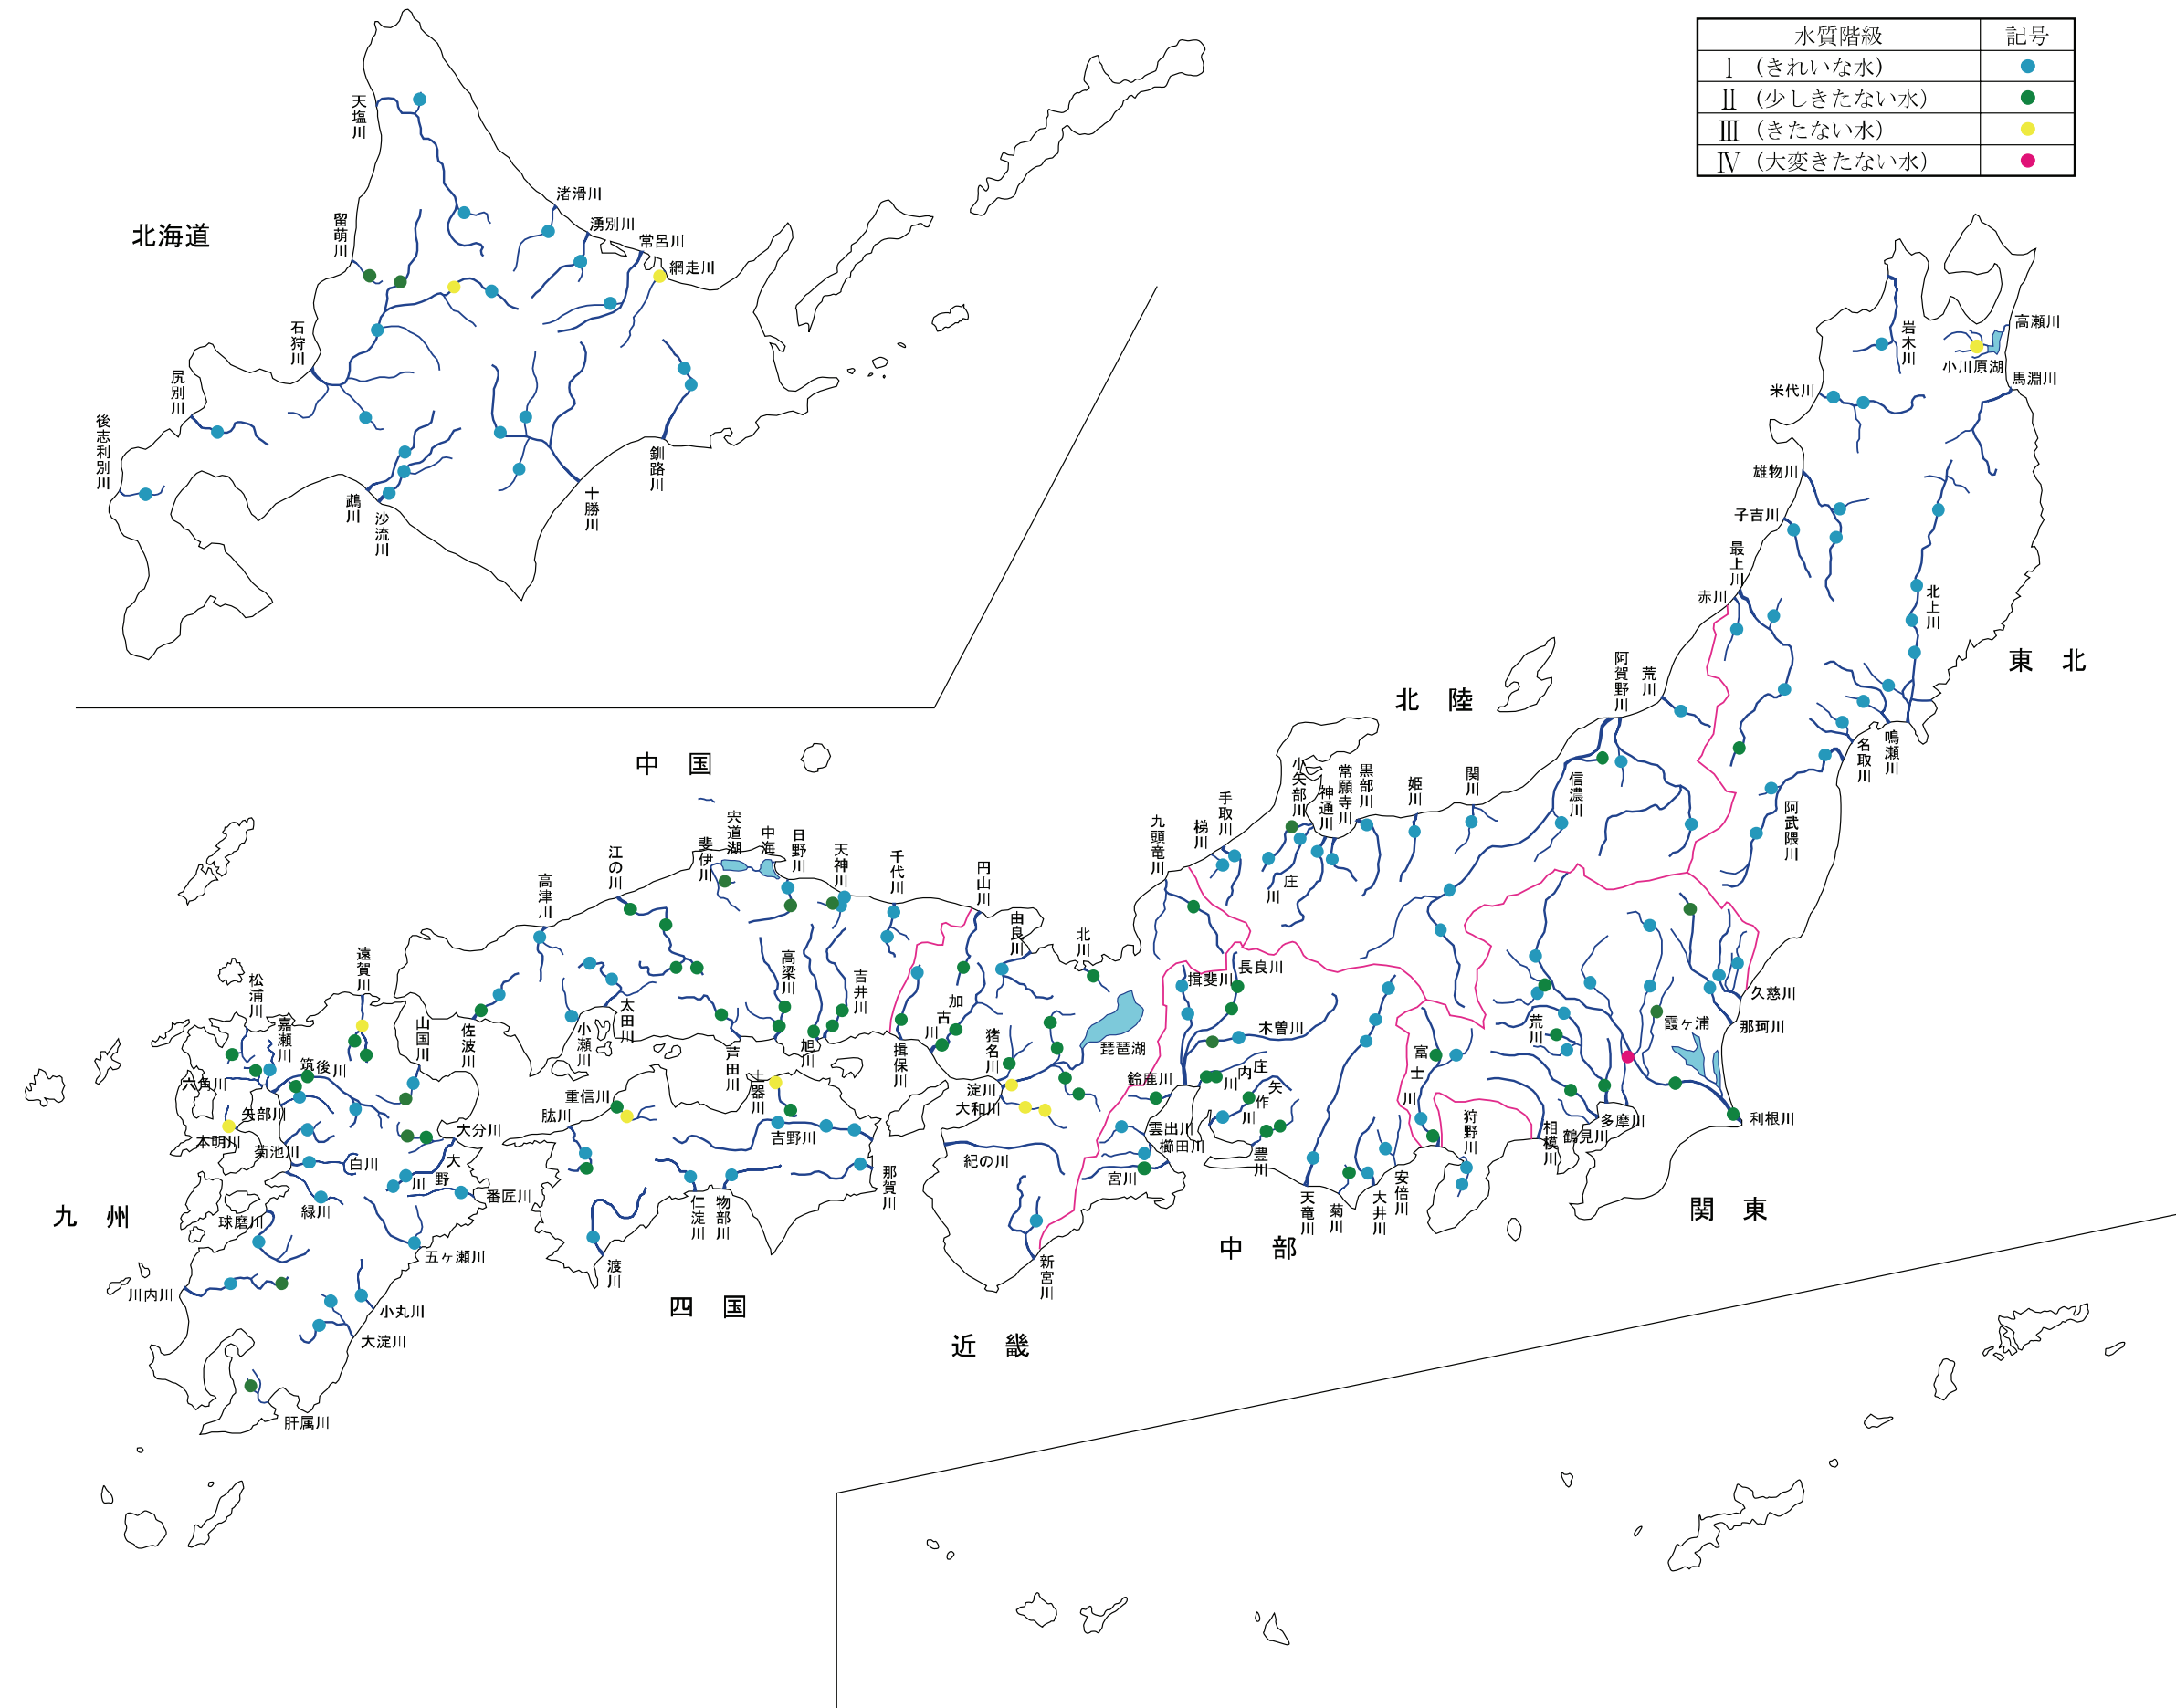 水質階級 記号
Ⅰ (きれいな水)
Ⅱ (少しきたない水)
Ⅲ (きたない水)
Ⅳ (大変きたない水)
北海道
天塩川
渚滑川
湧別川
常呂川
網走川
留萌川
石狩川
尻別川
後志利別川
鵡川
沙流川
十勝川
釧路川
東 北
岩木川
高瀬川
小川原湖
馬淵川
米代川
雄物川
子吉川
最上川
赤川
北上川
鳴瀬川
名取川
阿武隈川
北 陸
荒川
阿賀野川
信濃川
関川
姫川
黒部川
常願寺川
神通川
小矢部川
庄川
手取川
梯川
九頭竜川
関 東
久慈川
那珂川
霞ヶ浦
利根川
荒川
多摩川
鶴見川
相模川
中 部
狩野川
富士川
安倍川
大井川
菊川
天竜川
豊川
矢作川
庄内川
木曽川
長良川
揖斐川
鈴鹿川
雲出川
櫛田川
宮川
近 畿
新宮川
紀の川
大和川
淀川
猪名川
琵琶湖
北川
由良川
円山川
加古川
揖保川
中 国
千代川
天神川
日野川
中海
宍道湖
斐伊川
江の川
高津川
吉井川
旭川
高梁川
芦田川
太田川
小瀬川
佐波川
四 国
重信川
肱川
土器川
吉野川
那賀川
物部川
仁淀川
渡川
九 州
遠賀川
松浦川
嘉瀬川
山国川
筑後川
六角川
矢部川
本明川
菊池川
白川
大分川
大野川
番匠川
緑川
球磨川
五ヶ瀬川
川内川
小丸川
大淀川
肝属川